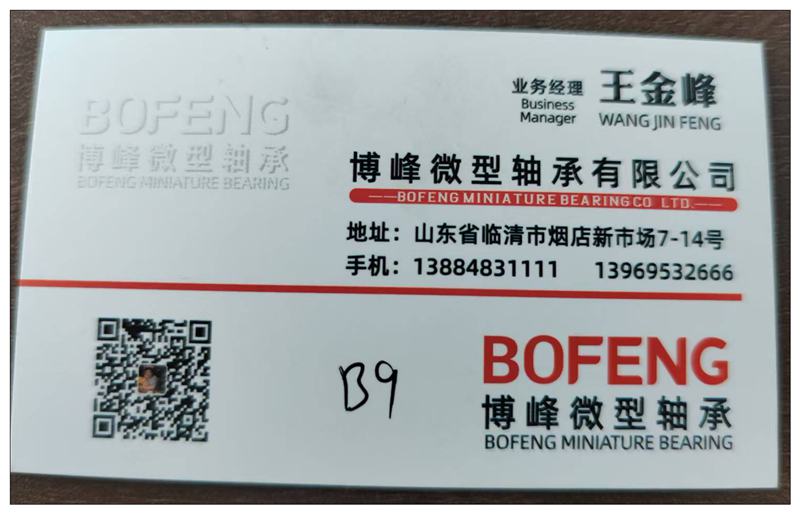 BOFENG
博峰微型轴承
BOFENG MINIATURE BEARING
业务经理 王金峰
Business Manager WANG JIN FENG
博峰微型轴承有限公司
BOFENG MINIATURE BEARING CO LTD.
地址：山东省临清市烟店新市场7-14号
手机：13884831111 13969532666
B9
BOFENG
博峰微型轴承
BOFENG MINIATURE BEARING